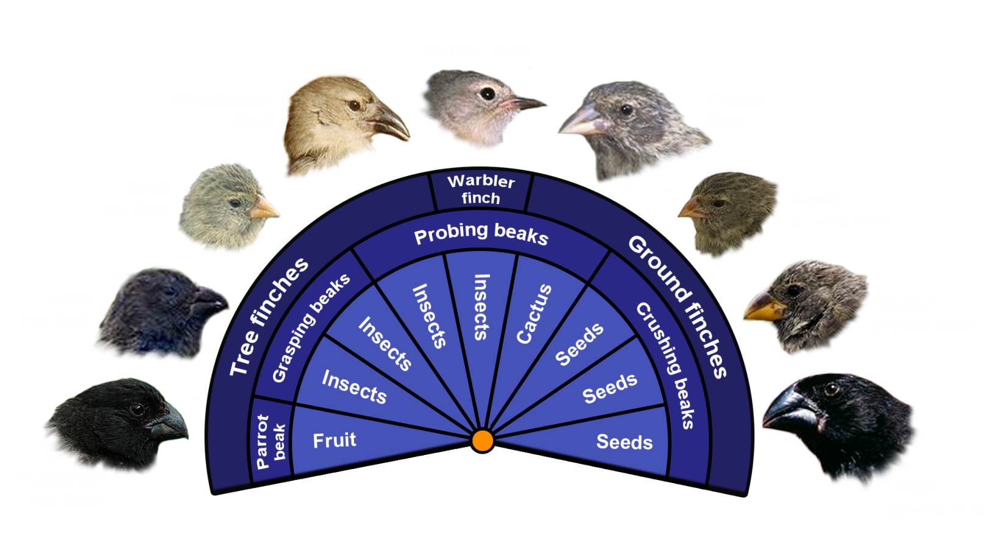 Warbler
finch
Tree finches
Ground finches
Probing beaks
Grasping beaks
Crushing beaks
Parrot
beak
Fruit
Insects
Insects
Insects
Insects
Cactus
Seeds
Seeds
Seeds